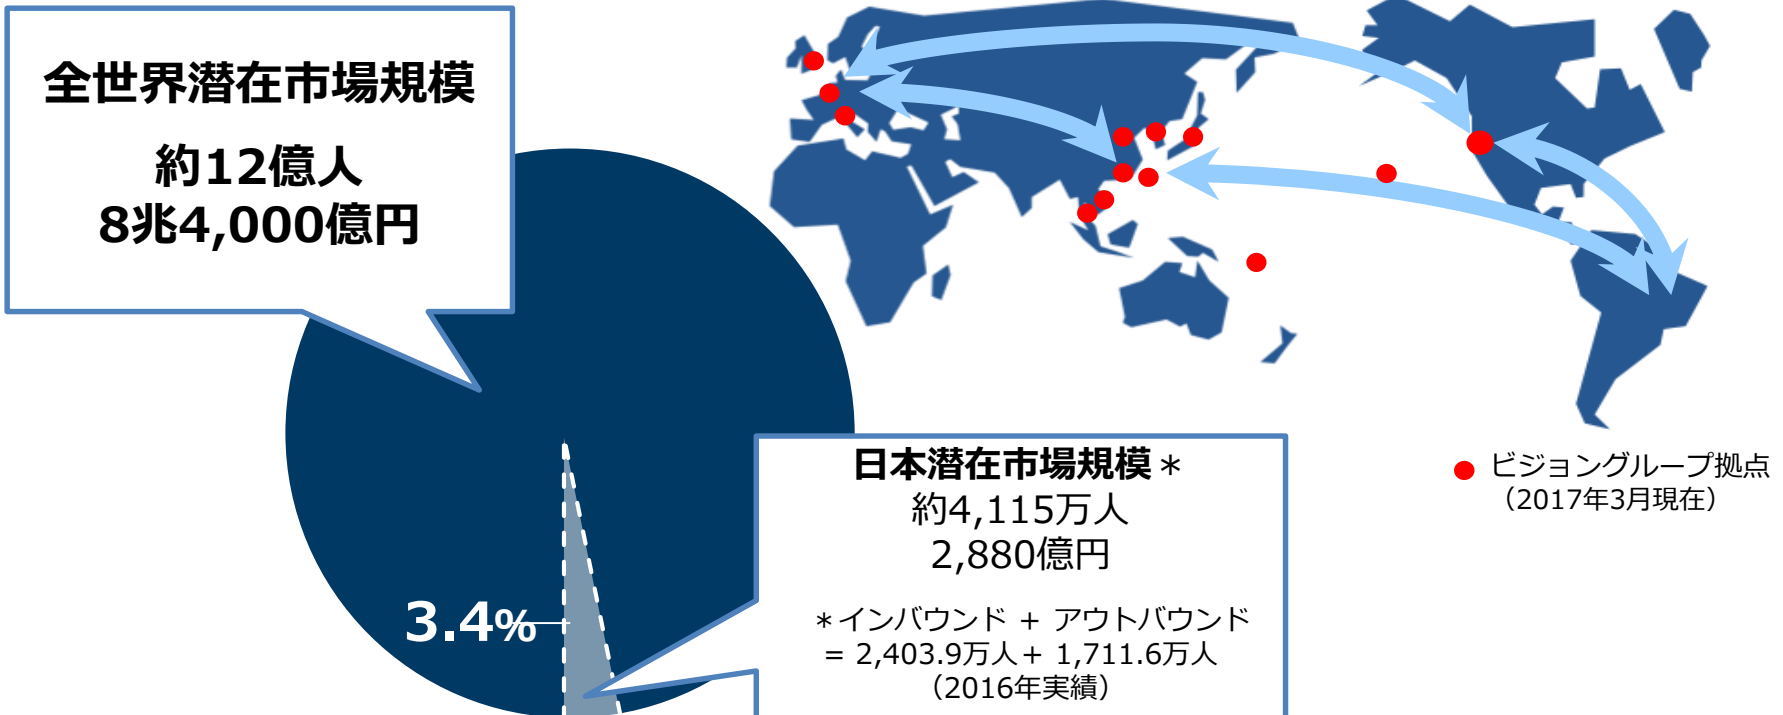 全世界潜在市場規模
約12億人
8兆4,000億円
3.4%
日本潜在市場規模＊
約4,115万人
2,880億円
＊インバウンド + アウトバウンド
= 2,403.9万人＋ 1,711.6万人
（2016年実績）
ビジョングループ拠点
（2017年3月現在）